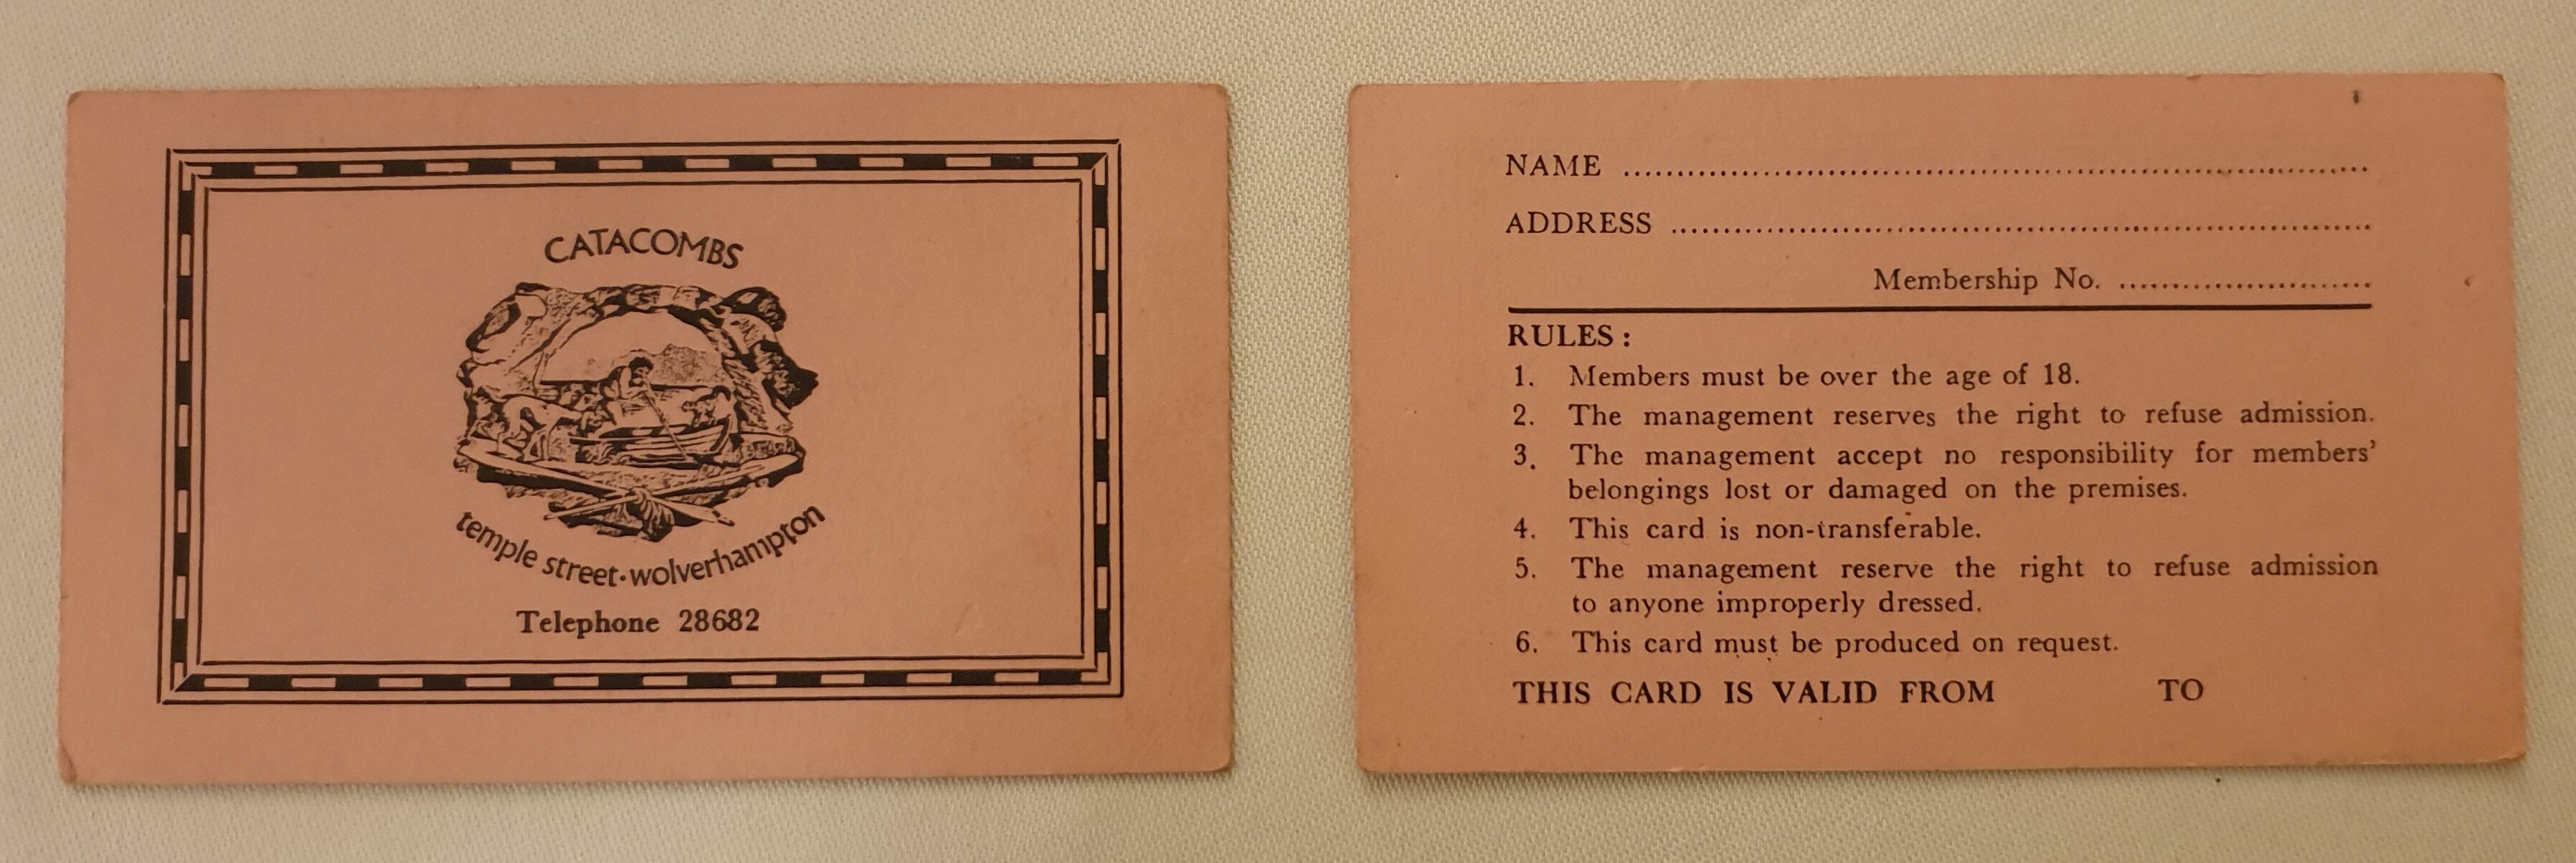 CATACOMBS
temple street·wolverhampton
Telephone 28682
NAME ................................................................
ADDRESS ................................................................
Membership No. ........................
RULES :
1. Members must be over the age of 18.
2. The management reserves the right to refuse admission.
3. The management accept no responsibility for members'
belongings lost or damaged on the premises.
4. This card is non-transferable.
5. The management reserve the right to refuse admission
to anyone improperly dressed.
6. This card must be produced on request.
THIS CARD IS VALID FROM TO